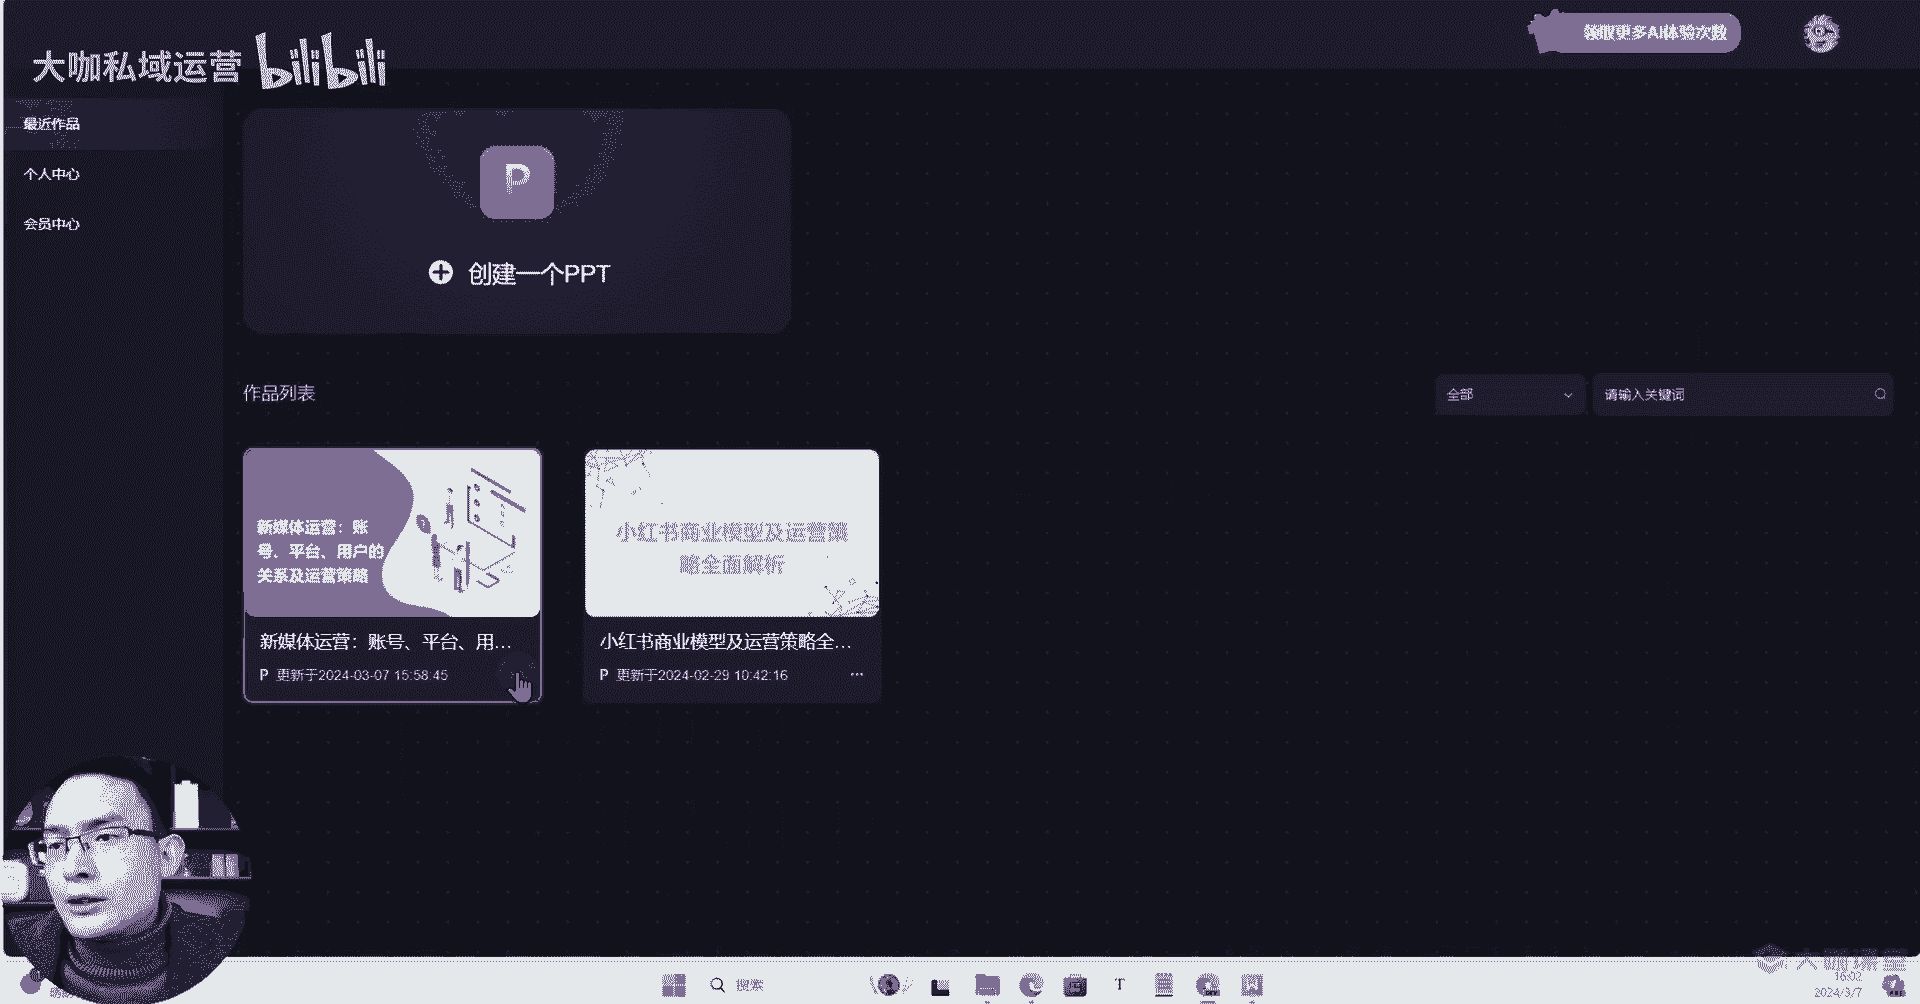 领取更多AI体验次数
大咖私域运营 bilibili
最近作品
个人中心
会员中心
P
创建一个PPT
作品列表
全部
请输入关键词
新媒体运营：账
号、平台、用户的
关系及运营策略
小红书商业模型及运营策
略全面解析
新媒体运营：账号、平台、用...
P 更新于2024-03-07 15:58:45
小红书商业模型及运营策略全...
P 更新于2024-02-29 10:42:16
大咖课堂
搜索
16:02
2024/3/7